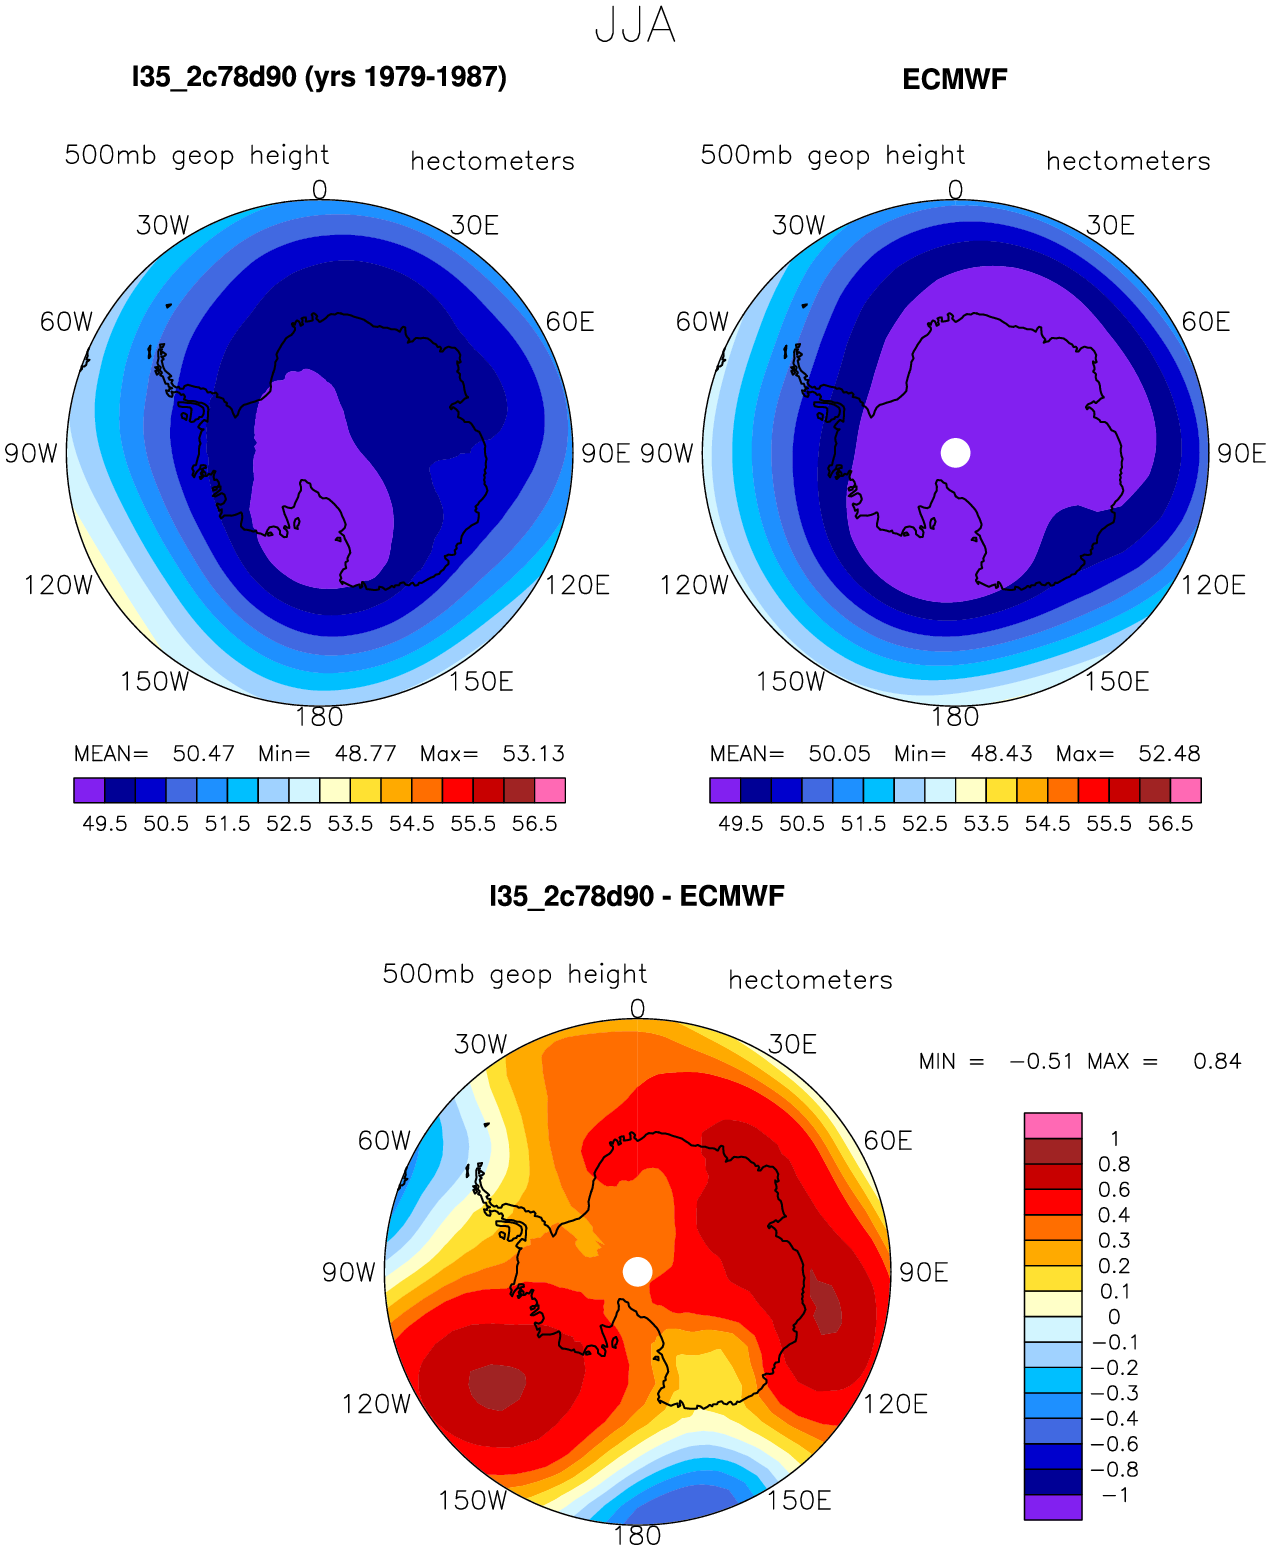 JJA
l35_2c78d90 (yrs 1979-1987)
ECMWF
500mb geop height hectometers
500mb geop height hectometers
0
0
30W 30E
30W 30E
60W 60E
60W 60E
90W 90E
90W 90E
120W 120E
120W 120E
150W 150E
150W 150E
180
180
MEAN= 50.47 Min= 48.77 Max= 53.13
MEAN= 50.05 Min= 48.43 Max= 52.48
49.5 50.5 51.5 52.5 53.5 54.5 55.5 56.5
49.5 50.5 51.5 52.5 53.5 54.5 55.5 56.5
l35_2c78d90 - ECMWF
500mb geop height hectometers
0
30W 30E
60W 60E
90W 90E
120W 120E
150W 150E
180
MIN = -0.51 MAX = 0.84
1
0.8
0.6
0.4
0.3
0.2
0.1
0
-0.1
-0.2
-0.3
-0.4
-0.6
-0.8
-1